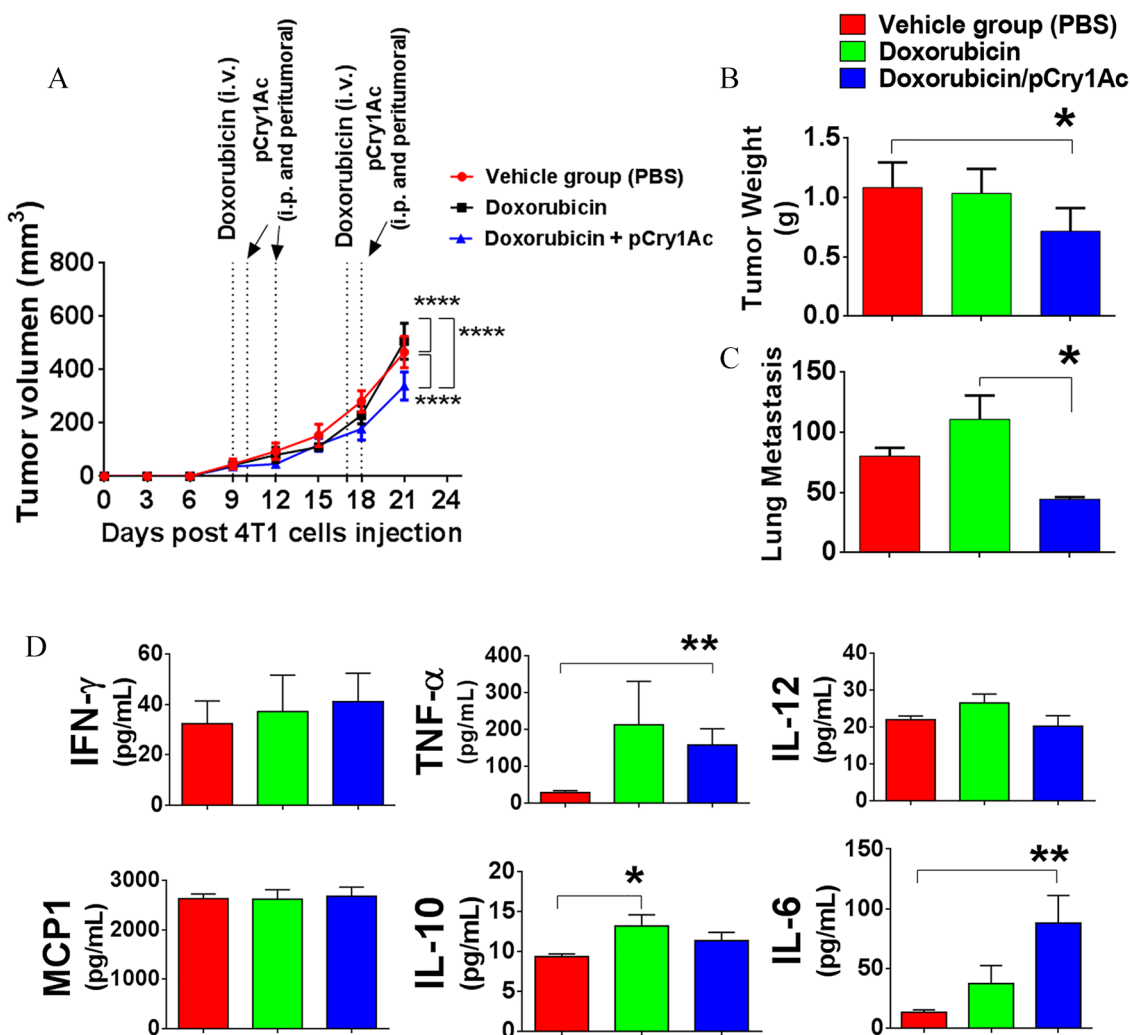 A
Doxorubicin (i.v.)
pCry1Ac
(i.p. and peritumoral)
Doxorubicin (i.v.)
pCry1Ac
(i.p. and peritumoral)
Vehicle group (PBS)
Doxorubicin
Doxorubicin + pCry1Ac
Tumor volumen (mm³)
800
600
400
200
0
****
****
****
0 3 6 9 12 15 18 21 24
Days post 4T1 cells injection
Vehicle group (PBS)
Doxorubicin
Doxorubicin/pCry1Ac
B
Tumor Weight
(g)
1.5
1.0
0.5
0.0
*
C
Lung Metastasis
150
100
50
0
*
D
IFN-γ
(pg/mL)
60
40
20
0
TNF-α
(pg/mL)
400
300
200
100
0
**
IL-12
(pg/mL)
40
30
20
10
0
MCP1
(pg/mL)
3000
2000
1000
0
IL-10
(pg/mL)
20
15
10
5
0
*
IL-6
(pg/mL)
150
100
50
0
**